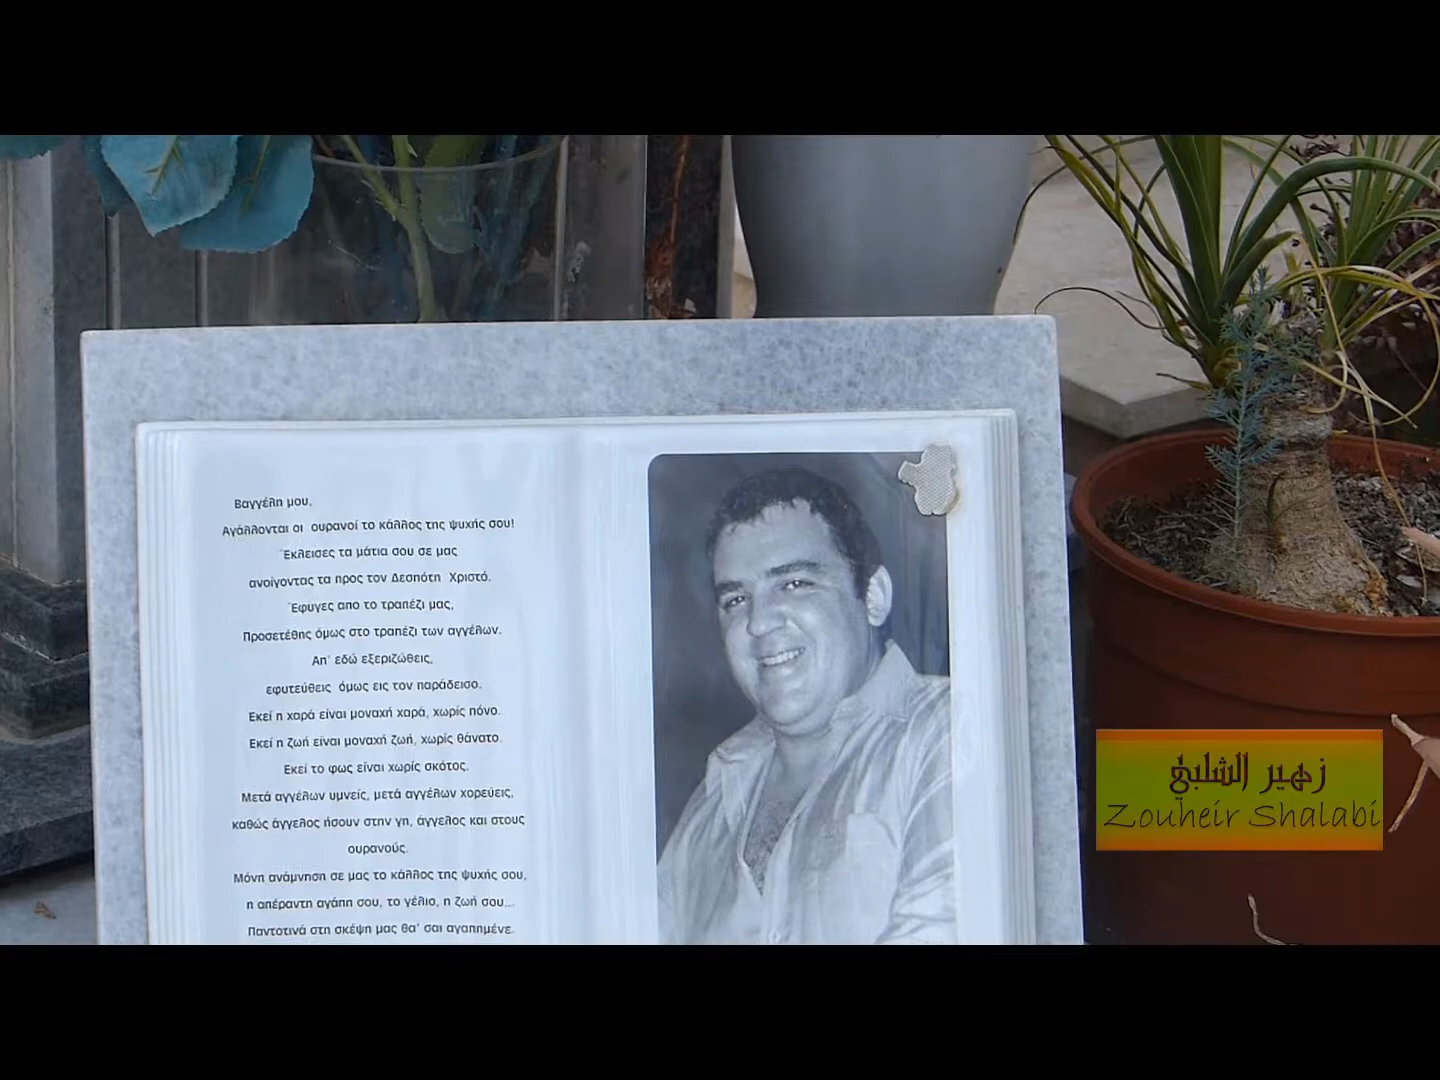 Βαγγέλη μου,
Αγάλλονται οι ουρανοί το κάλλος της ψυχής σου!
Έκλεισες τα μάτια σου σε μας
ανοίγοντας τα προς τον Δεσπότη Χριστό.
Έφυγες απο το τραπέζι μας,
Προσετέθης όμως στο τραπέζι των αγγέλων.
Απ' εδώ εξεριζώθεις,
εφυτεύθεις όμως εις τον παράδεισο.
Εκεί η χαρά είναι μοναχή χαρά, χωρίς πόνο.
Εκεί η ζωή είναι μοναχή ζωή, χωρίς θάνατο.
Εκεί το φως είναι χωρίς σκότος.
Μετά αγγέλων υμνείς, μετά αγγέλων χορεύεις,
καθώς άγγελος ήσουν στην γη, άγγελος και στους
ουρανούς.
Μόνη ανάμνηση σε μας το κάλλος της ψυχής σου,
η απέραντη αγάπη σου, το γέλιο, η ζωή σου...
Παντοτινά στη σκέψη μας θα' σαι αγαπημένε.
زهير الشلبي
Zouheir Shalabi